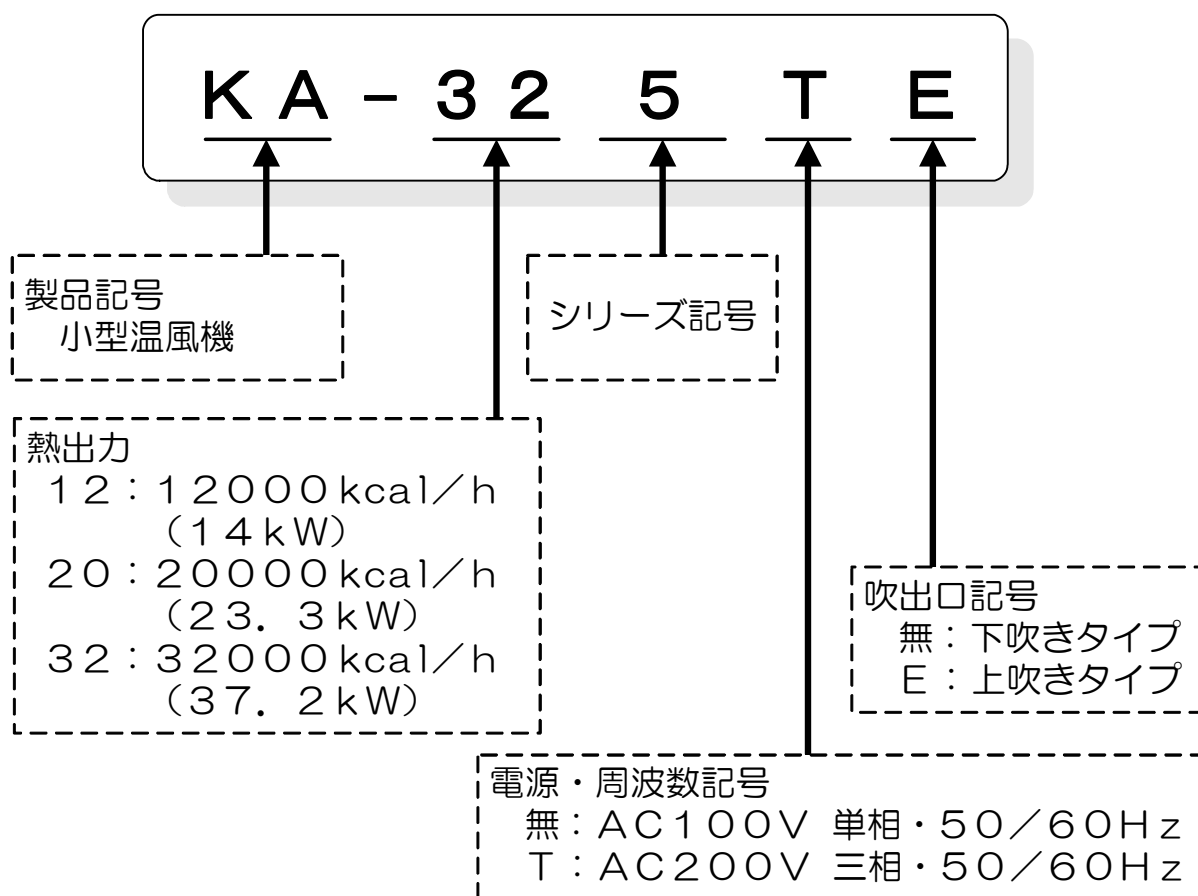 KA-325TE
製品記号
小型温風機
シリーズ記号
熱出力
12:12000kcal/h
(14kW)
20:20000kcal/h
(23.3kW)
32:32000kcal/h
(37.2kW)
吹出口記号
無:下吹きタイプ
E:上吹きタイプ
電源・周波数記号
無:AC100V 単相・50/60Hz
T:AC200V 三相・50/60Hz